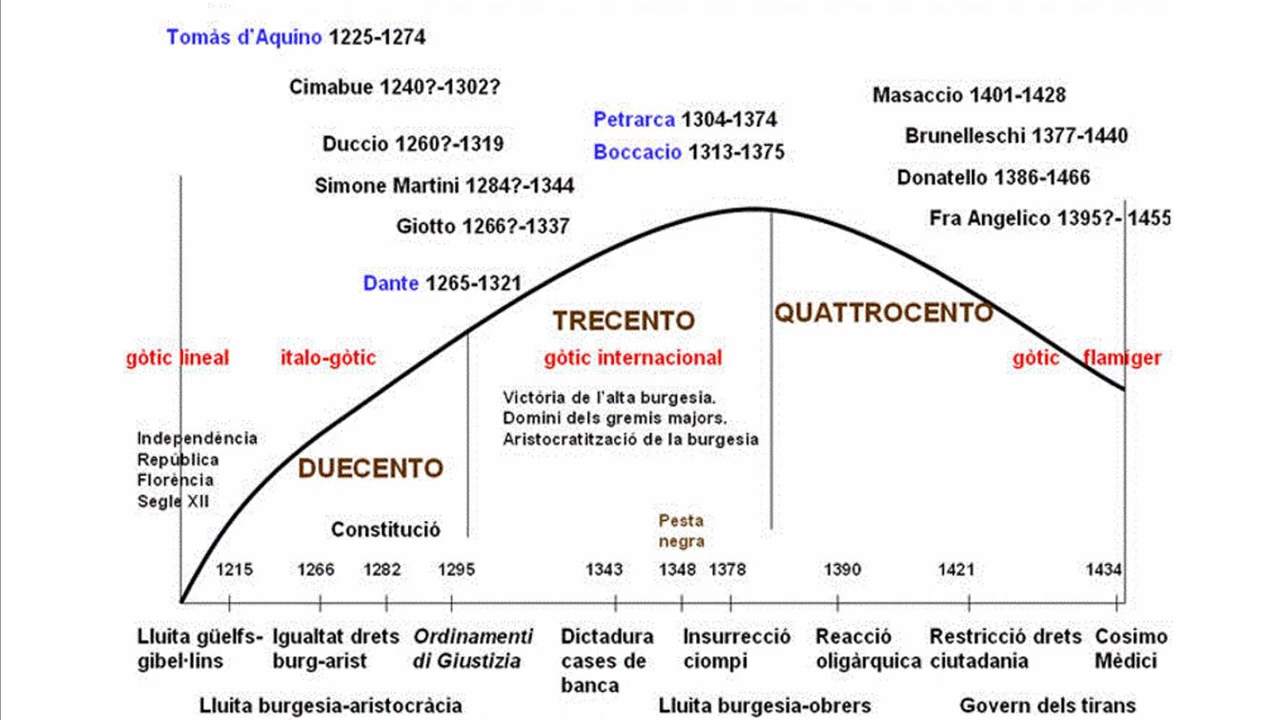 Tomás d'Aquino 1225-1274
Cimabue 1240?-1302?
Duccio 1260?-1319
Simone Martini 1284?-1344
Giotto 1266?-1337
Dante 1265-1321
Petrarca 1304-1374
Boccacio 1313-1375
Masaccio 1401-1428
Brunelleschi 1377-1440
Donatello 1386-1466
Fra Angelico 1395?- 1455
TRECENTO
QUATTROCENTO
gòtic lineal
italo-gòtic
gòtic internacional
gòtic flamíger
Victória de l'alta burgesia.
Domini dels gremis majors.
Aristocratització de la burgesia
Independéncia
República
Floréncia
Segle XII
DUECENTO
Constitució
Pesta
negra
1215 1266 1282 1295 1343 1348 1378 1390 1421 1434
Lluita güelfs-
gibel·lins
Igualtat drets
burg-arist
Ordinamenti
di Giustizia
Dictadura
cases de
banca
Insurrecció
ciompi
Reacció
oligàrquica
Restricció drets
ciutadania
Cosimo
Médici
Lluita burgesia-aristocràcia
Lluita burgesia-obrers
Govern dels tirans